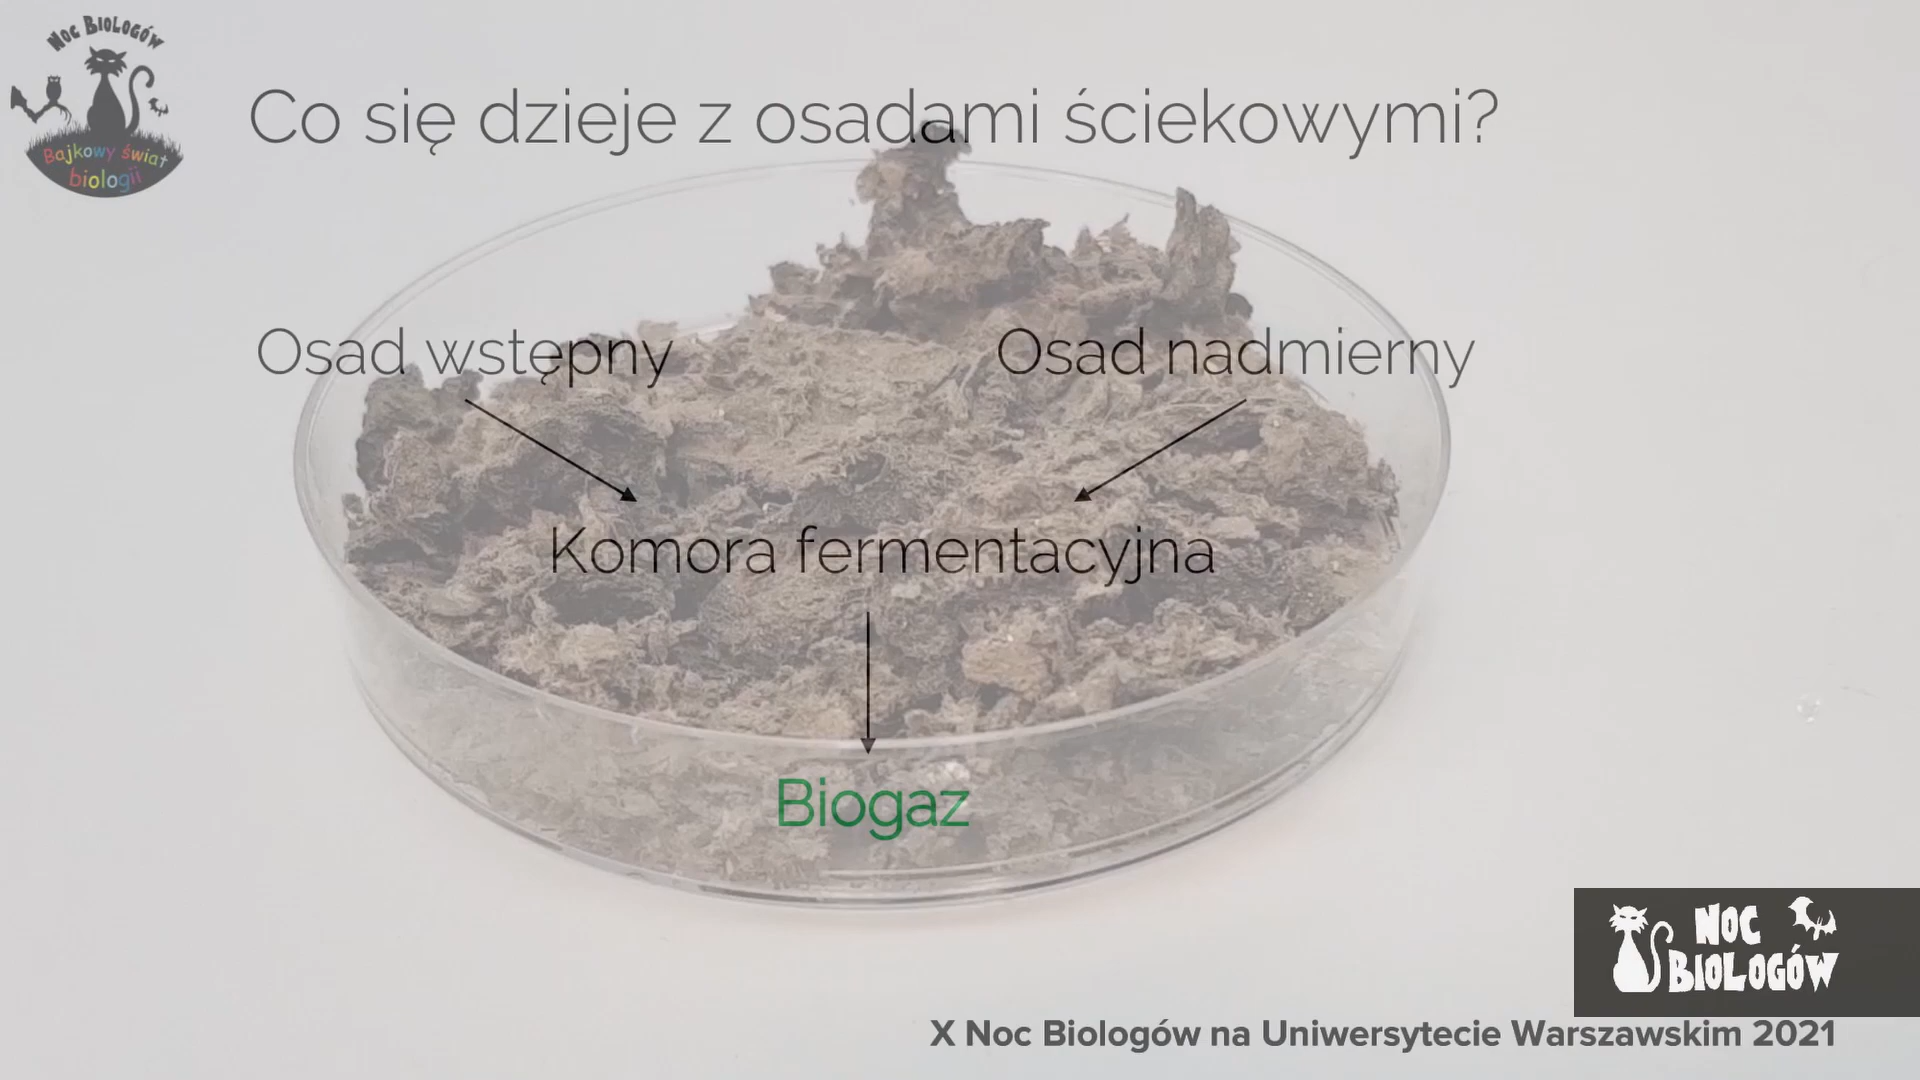 Noc Biologów
Bajkowy świat
biologii
Co się dzieje z osadami ściekowymi?
Osad wstępny
Osad nadmierny
Komora fermentacyjna
Biogaz
Noc
Biologów
X Noc Biologów na Uniwersytecie Warszawskim 2021